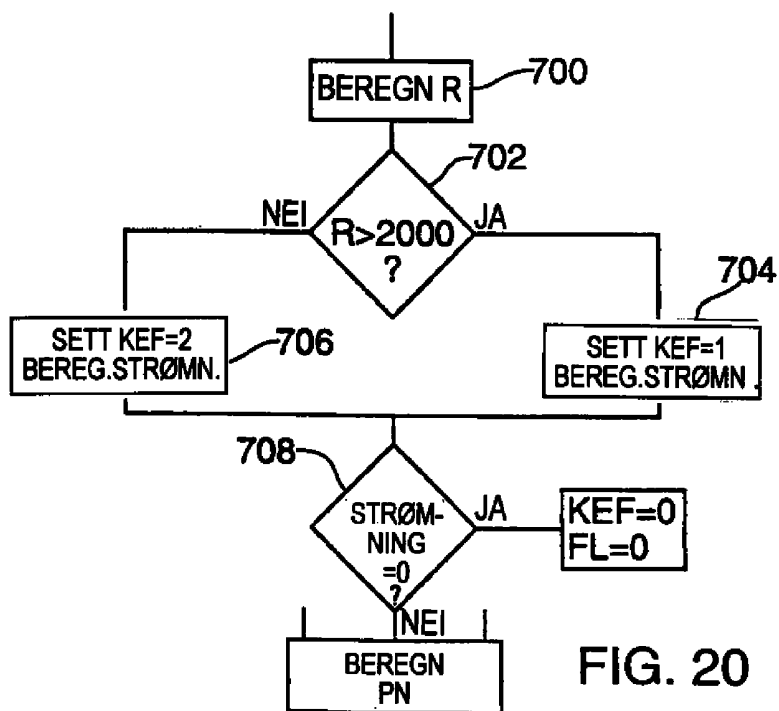 BEREGN R
700
702
NEI
R>2000
?
JA
704
SETT KEF=2
BEREG.STRØMN.
706
SETT KEF=1
BEREG.STRØMN.
708
STRØM-
NING
=0
?
JA
KEF=0
FL=0
NEI
BEREGN
PN
FIG. 20